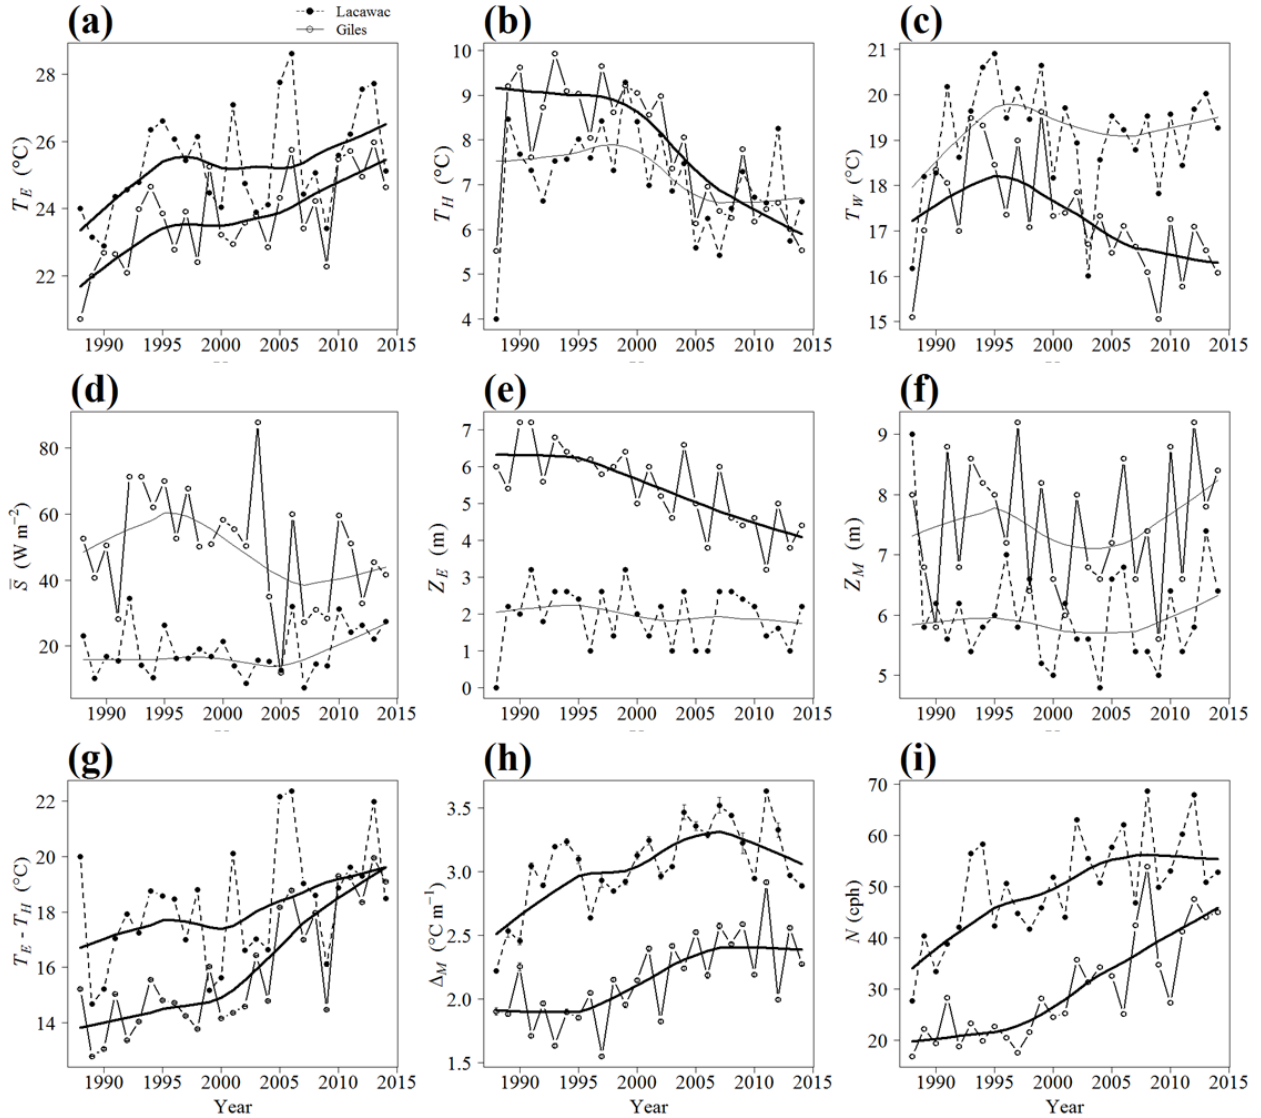 (a)
Lacawac
Giles
(b)
(c)
T_E (°C)
28
26
24
22
1990 1995 2000 2005 2010 2015
T_H (°C)
10
9
8
7
6
5
4
1990 1995 2000 2005 2010 2015
T_W (°C)
21
20
19
18
17
16
15
1990 1995 2000 2005 2010 2015
(d)
(e)
(f)
S̅ (W m⁻²)
80
60
40
20
1990 1995 2000 2005 2010 2015
Z_E (m)
7
6
5
4
3
2
1
0
1990 1995 2000 2005 2010 2015
Z_M (m)
9
8
7
6
5
1990 1995 2000 2005 2010 2015
(g)
(h)
(i)
T_E - T_H (°C)
22
20
18
16
14
1990 1995 2000 2005 2010 2015
Year
Δ_M (°C m⁻¹)
3.5
3.0
2.5
2.0
1.5
1990 1995 2000 2005 2010 2015
Year
N (cph)
70
60
50
40
30
20
1990 1995 2000 2005 2010 2015
Year